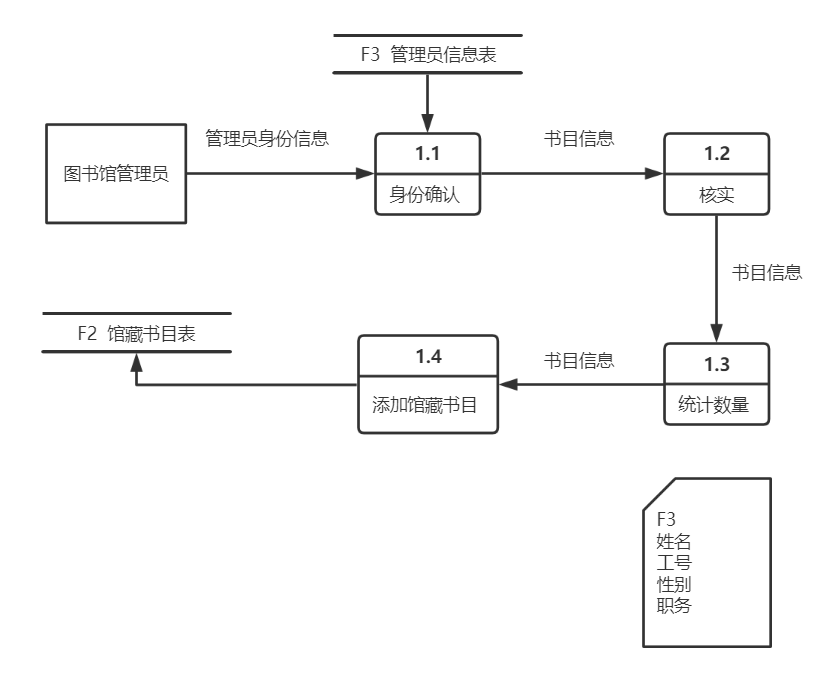 F3 管理员信息表
管理员身份信息
书目信息
图书馆管理员
1.1
身份确认
1.2
核实
书目信息
F2 馆藏书目表
1.4
添加馆藏书目
书目信息
1.3
统计数量
F3
姓名
工号
性别
职务